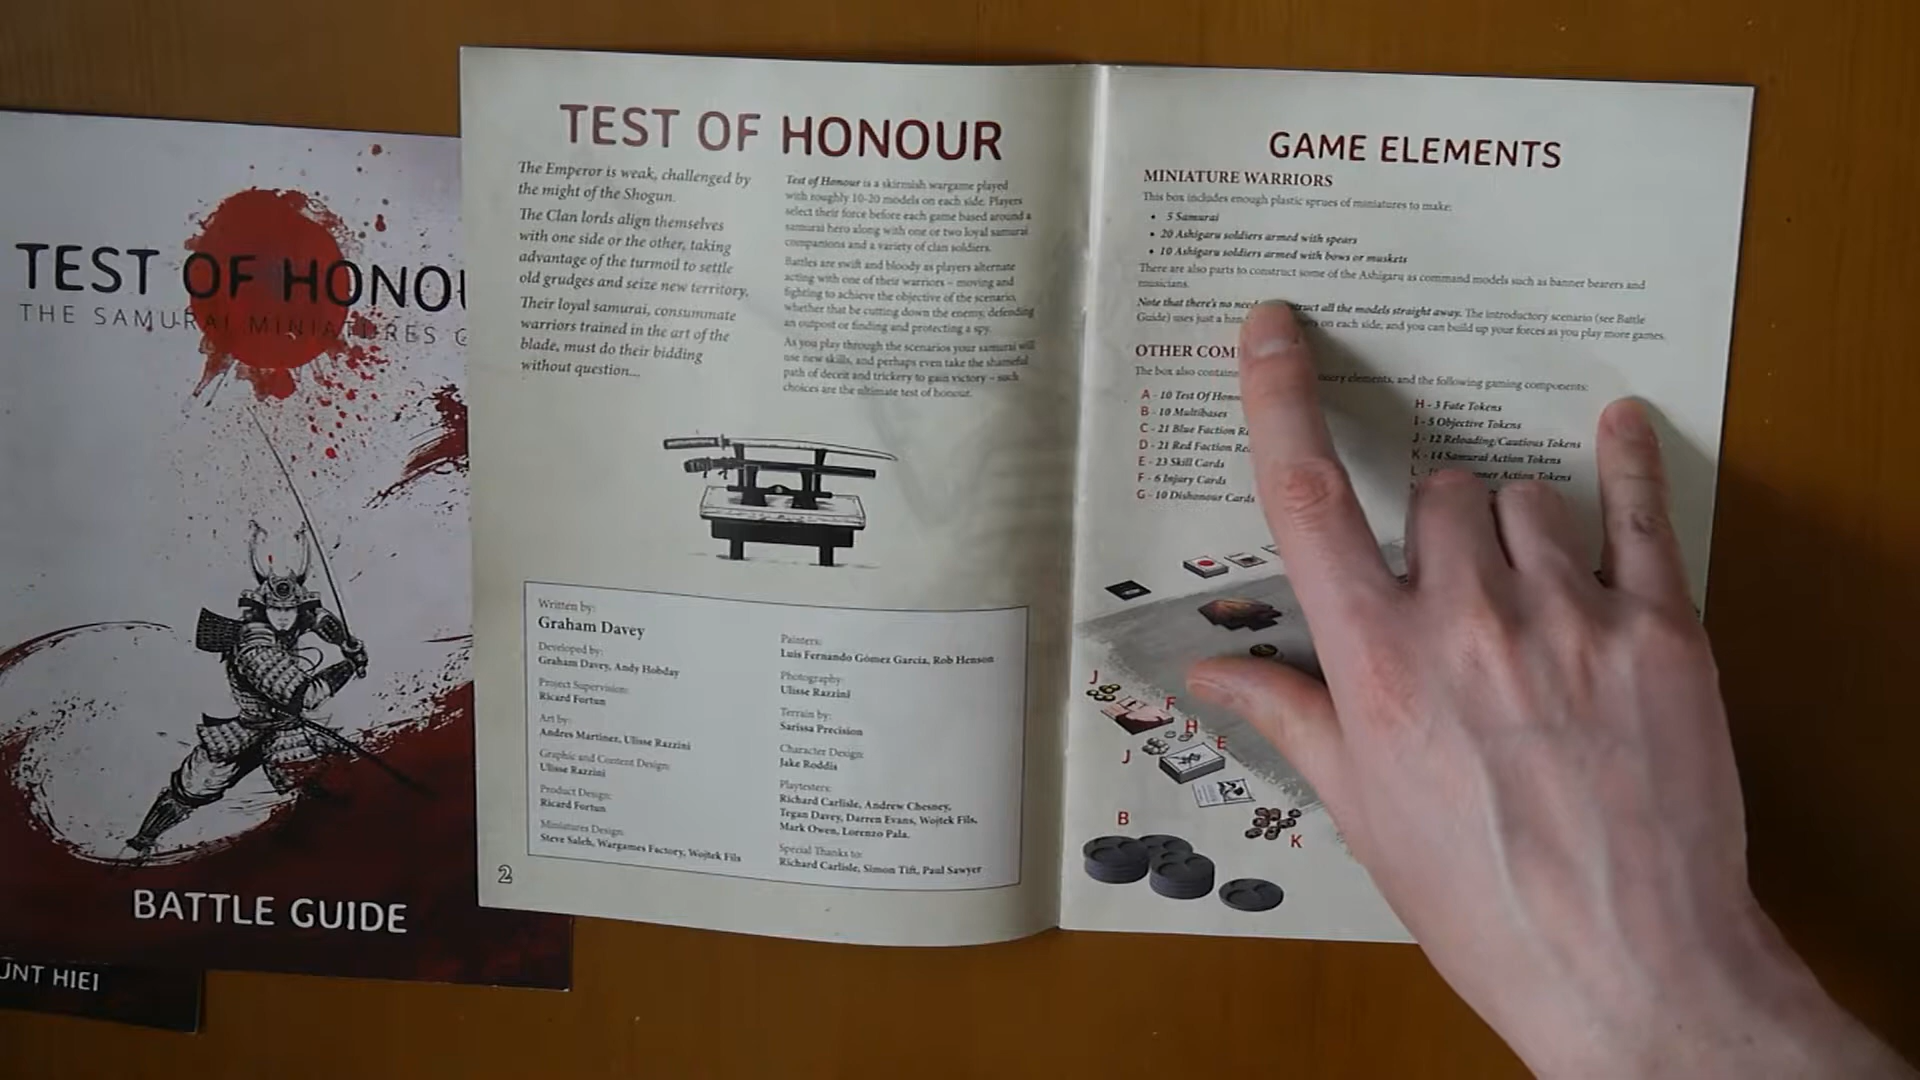 TEST OF HONOU
THE SAMURAI MINIATURES G
BATTLE GUIDE
UNT HIEI
TEST OF HONOUR
The Emperor is weak, challenged by
the might of the Shogun.
The Clan lords align themselves
with one side or the other, taking
advantage of the turmoil to settle
old grudges and seize new territory.
Their loyal samurai, consummate
warriors trained in the art of the
blade, must do their bidding
without question...
Test of Honour is a skirmish wargame played
with roughly 10-20 models on each side. Players
select their force before each game based around a
samurai hero along with one or two loyal samurai
companions and a variety of clan soldiers.
Battles are swift and bloody as players alternate
acting with one of their warriors – moving and
fighting to achieve the objective of the scenario,
whether that be cutting down the enemy, defending
an outpost or finding and protecting a spy.
As you play through the scenarios your samurai will
use new skills, and perhaps even take the shameful
path of deceit and trickery to gain victory – such
choices are the ultimate test of honour.
Written by:
Graham Davey
Developed by:
Graham Davey, Andy Hobday
Project Supervision:
Ricard Fortun
Art by:
Andres Martinez, Ulisse Razzini
Graphic and Content Design:
Ulisse Razzini
Product Design:
Ricard Fortun
Miniatures Design:
Steve Saleh, Wargames Factory, Wojtek Fils
Painters:
Luis Fernando Gómez García, Rob Henson
Photography:
Ulisse Razzini
Terrain by:
Sarissa Precision
Character Design:
Jake Roddis
Playtesters:
Richard Carlisle, Andrew Chesney,
Tegan Davey, Darren Evans, Wojtek Fils,
Mark Owen, Lorenzo Pala.
Special Thanks to:
Richard Carlisle, Simon Tift, Paul Sawyer
2
GAME ELEMENTS
MINIATURE WARRIORS
This box includes enough plastic sprues of miniatures to make:
• 5 Samurai
• 20 Ashigaru soldiers armed with spears
• 10 Ashigaru soldiers armed with bows or muskets
There are also parts to construct some of the Ashigaru as command models such as banner bearers and
musicians.
Note that there's no need struct all the models straight away. The introductory scenario (see Battle
Guide) uses just a on each side, and you can build up your forces as you play more games.
OTHER COM
The box also contains elements, and the following gaming components:
A - 10 Test Of Hono
B - 10 Multibases
C - 21 Blue Faction Re
D - 21 Red Faction Re
E - 23 Skill Cards
F - 6 Injury Cards
G - 10 Dishonour Cards
H - 3 Fate Tokens
I - 5 Objective Tokens
J - 12 Reloading/Cautious Tokens
K - 14 Samurai Action Tokens
L - Action Tokens
J
F
H
E
J
B
K